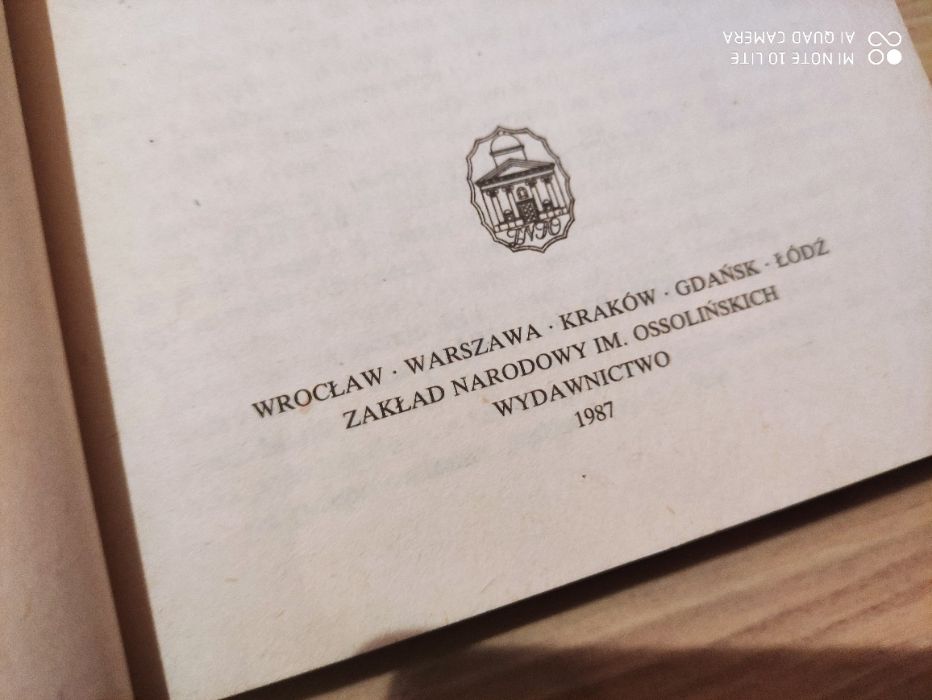 WROCŁAW · WARSZAWA · KRAKÓW · GDAŃSK · ŁÓDŹ
ZAKŁAD NARODOWY IM. OSSOLIŃSKICH
WYDAWNICTWO
1987
MI NOTE 10 LITE
AI QUAD CAMERA